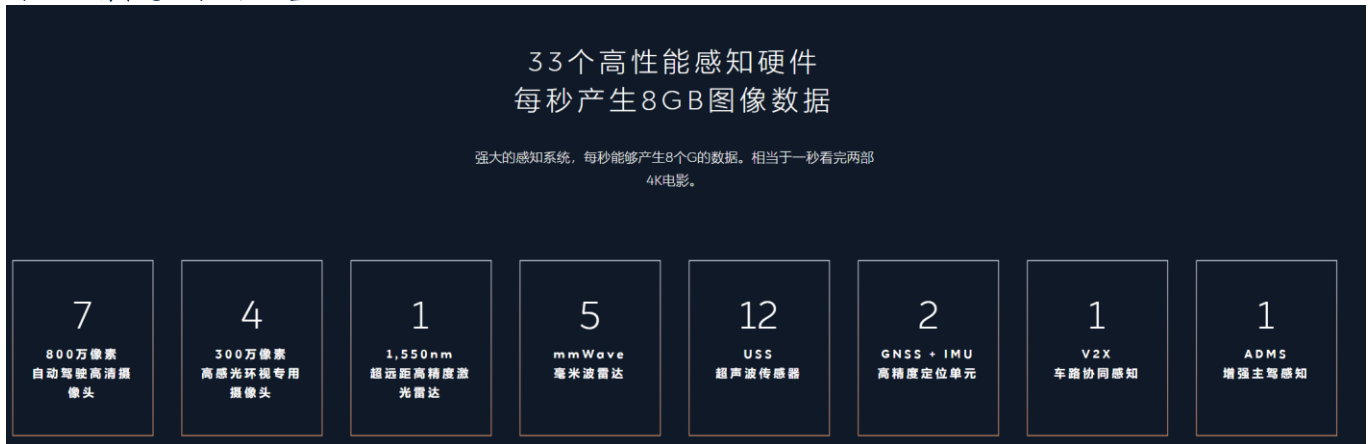 33个高性能感知硬件
每秒产生8GB图像数据
强大的感知系统，每秒能够产生8个G的数据。相当于一秒看完两部
4K电影。
7
800万像素
自动驾驶高清摄
像头
4
300万像素
高感光环视专用
摄像头
1
1,550nm
超远距高精度激
光雷达
5
mmWave
毫米波雷达
12
USS
超声波传感器
2
GNSS + IMU
高精度定位单元
1
V2X
车路协同感知
1
ADMS
增强主驾感知